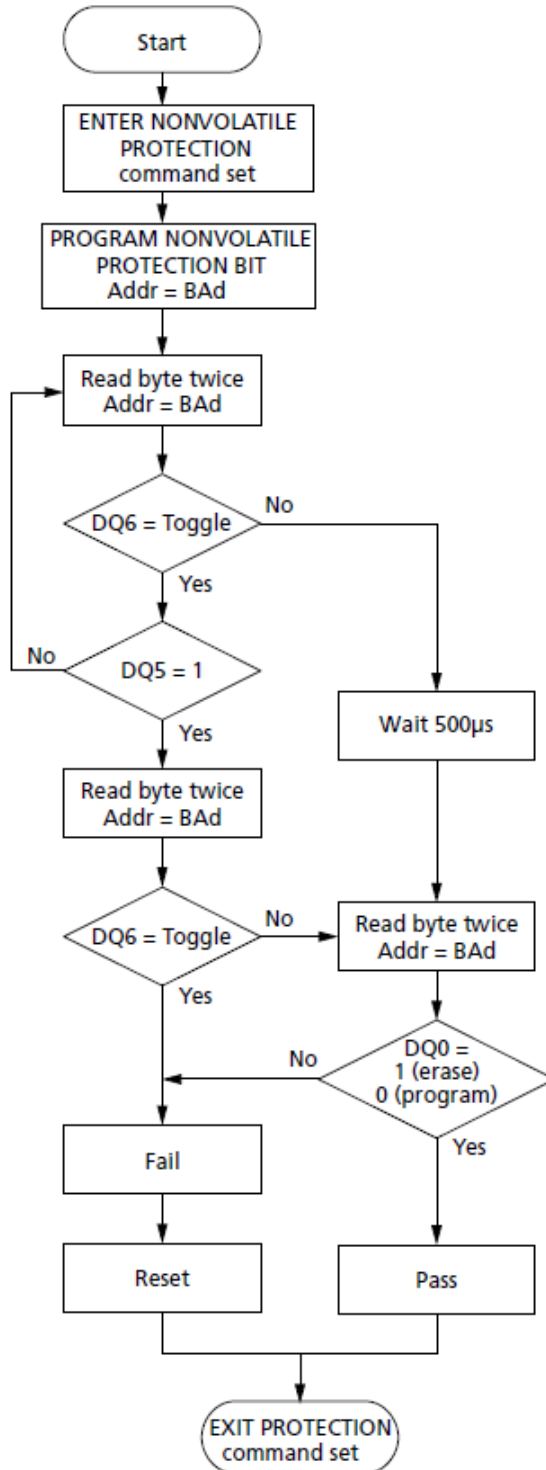 Start
ENTER NONVOLATILE
PROTECTION
command set
PROGRAM NONVOLATILE
PROTECTION BIT
Addr = BAd
Read byte twice
Addr = BAd
DQ6 = Toggle
No
Yes
No
DQ5 = 1
Yes
Wait 500µs
Read byte twice
Addr = BAd
DQ6 = Toggle
No
Yes
Read byte twice
Addr = BAd
No
DQ0 =
1 (erase)
0 (program)
Yes
Fail
Reset
Pass
EXIT PROTECTION
command set